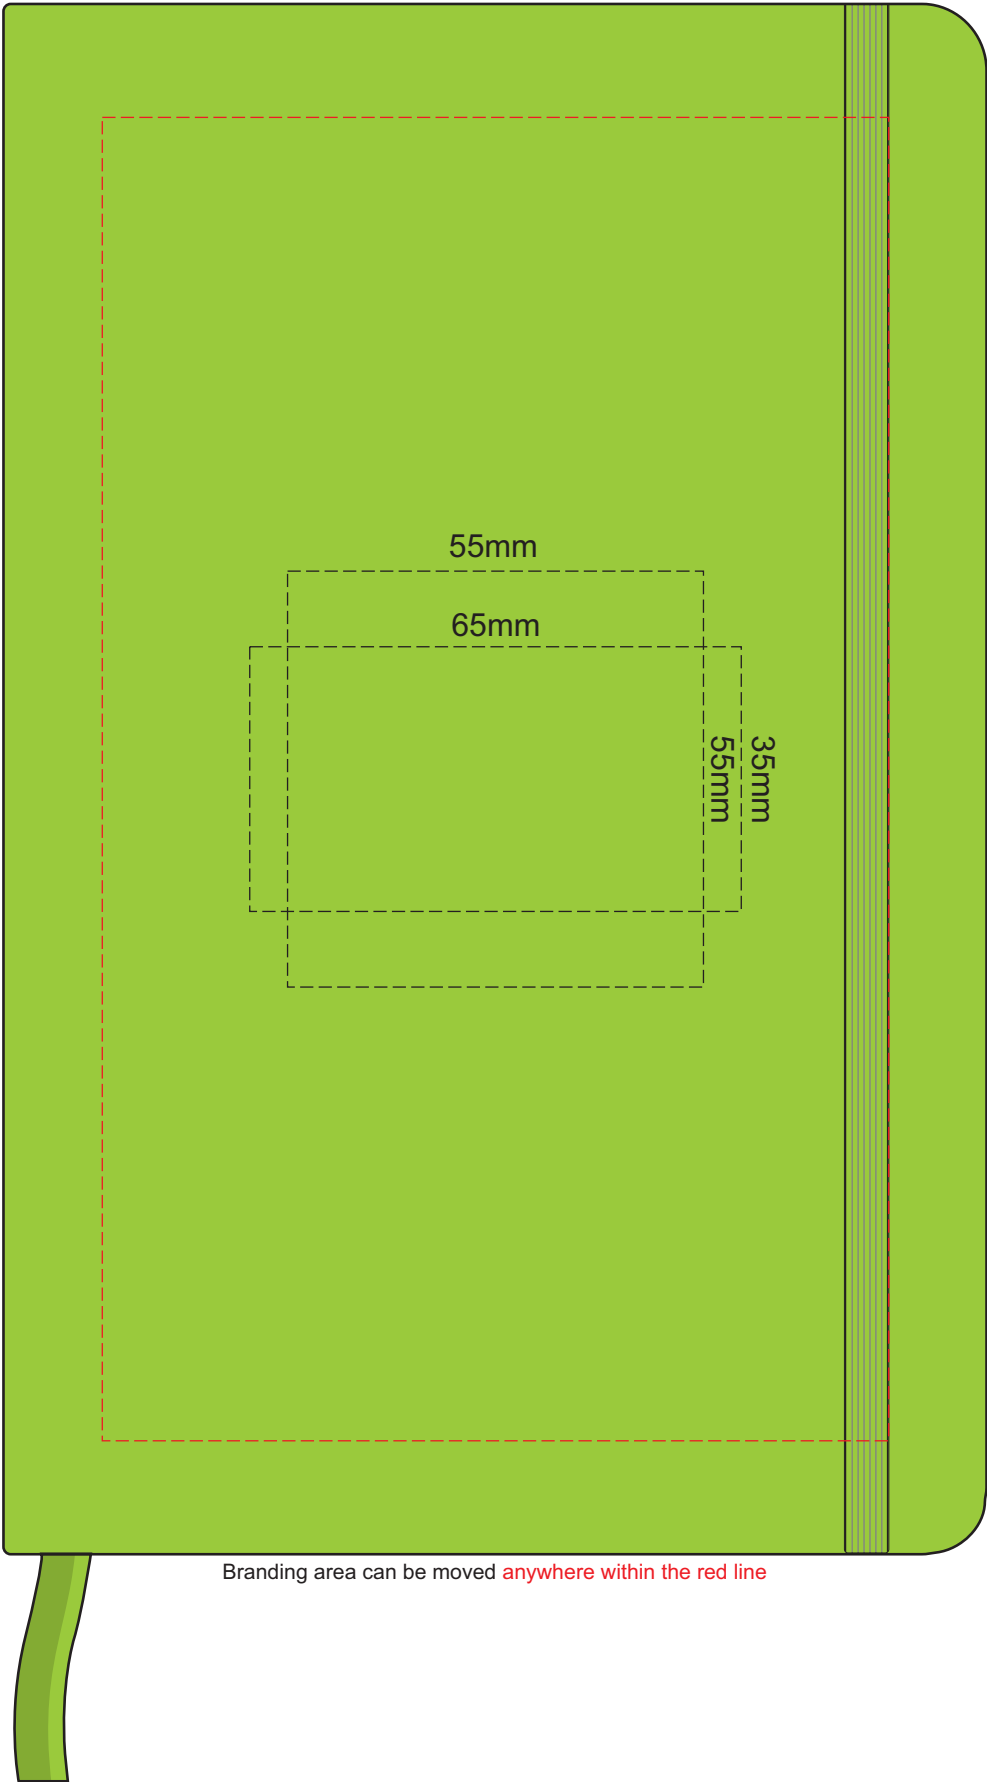 55mm
65mm
55mm
35mm
Branding area can be moved anywhere within the red line